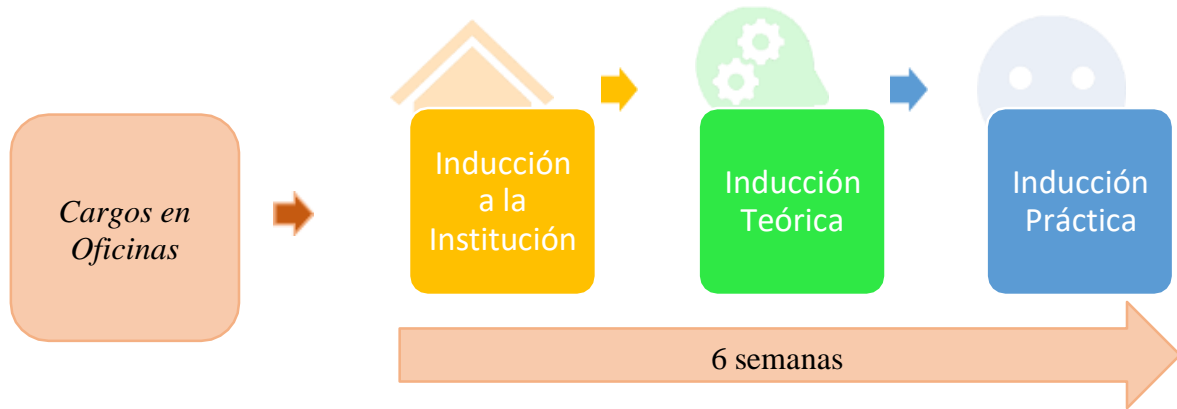 Cargos en
Oficinas
Inducción
a la
Institución
Inducción
Teórica
Inducción
Práctica
6 semanas